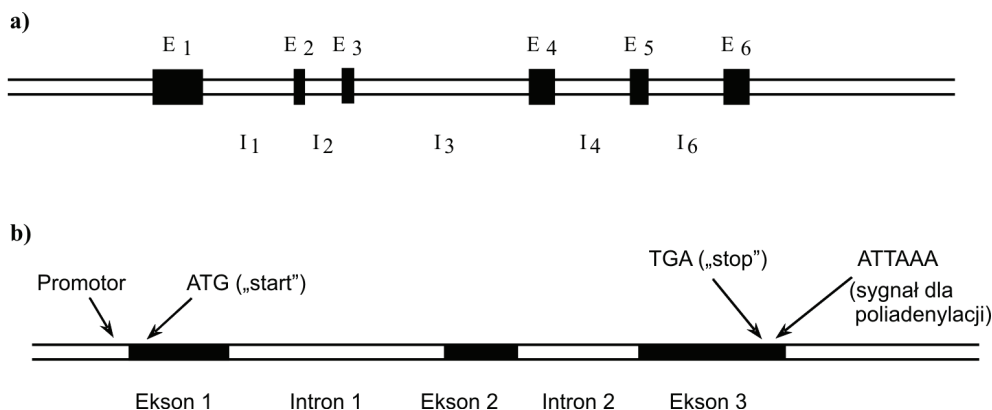 a)
E 1 E 2 E 3 E 4 E 5 E 6
I 1 I 2 I 3 I 4 I 6
b)
Promotor
ATG („start”)
TGA („stop”)
ATTAAA
(sygnał dla
poliadenylacji)
Ekson 1 Intron 1 Ekson 2 Intron 2 Ekson 3